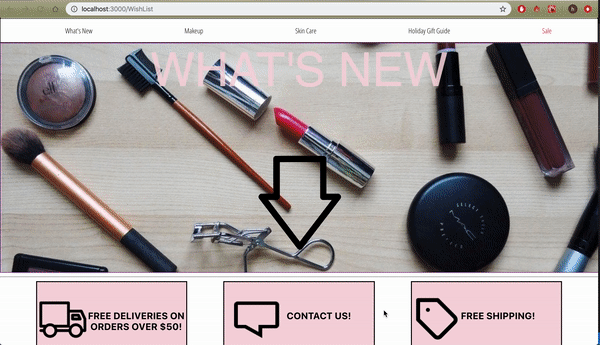 localhost:3000/WishList
What's New
Makeup
Skin Care
Holiday Gift Guide
Sale
WHAT'S NEW
e.l.f.
MAC
FREE DELIVERIES ON
ORDERS OVER $50!
CONTACT US!
FREE SHIPPING!